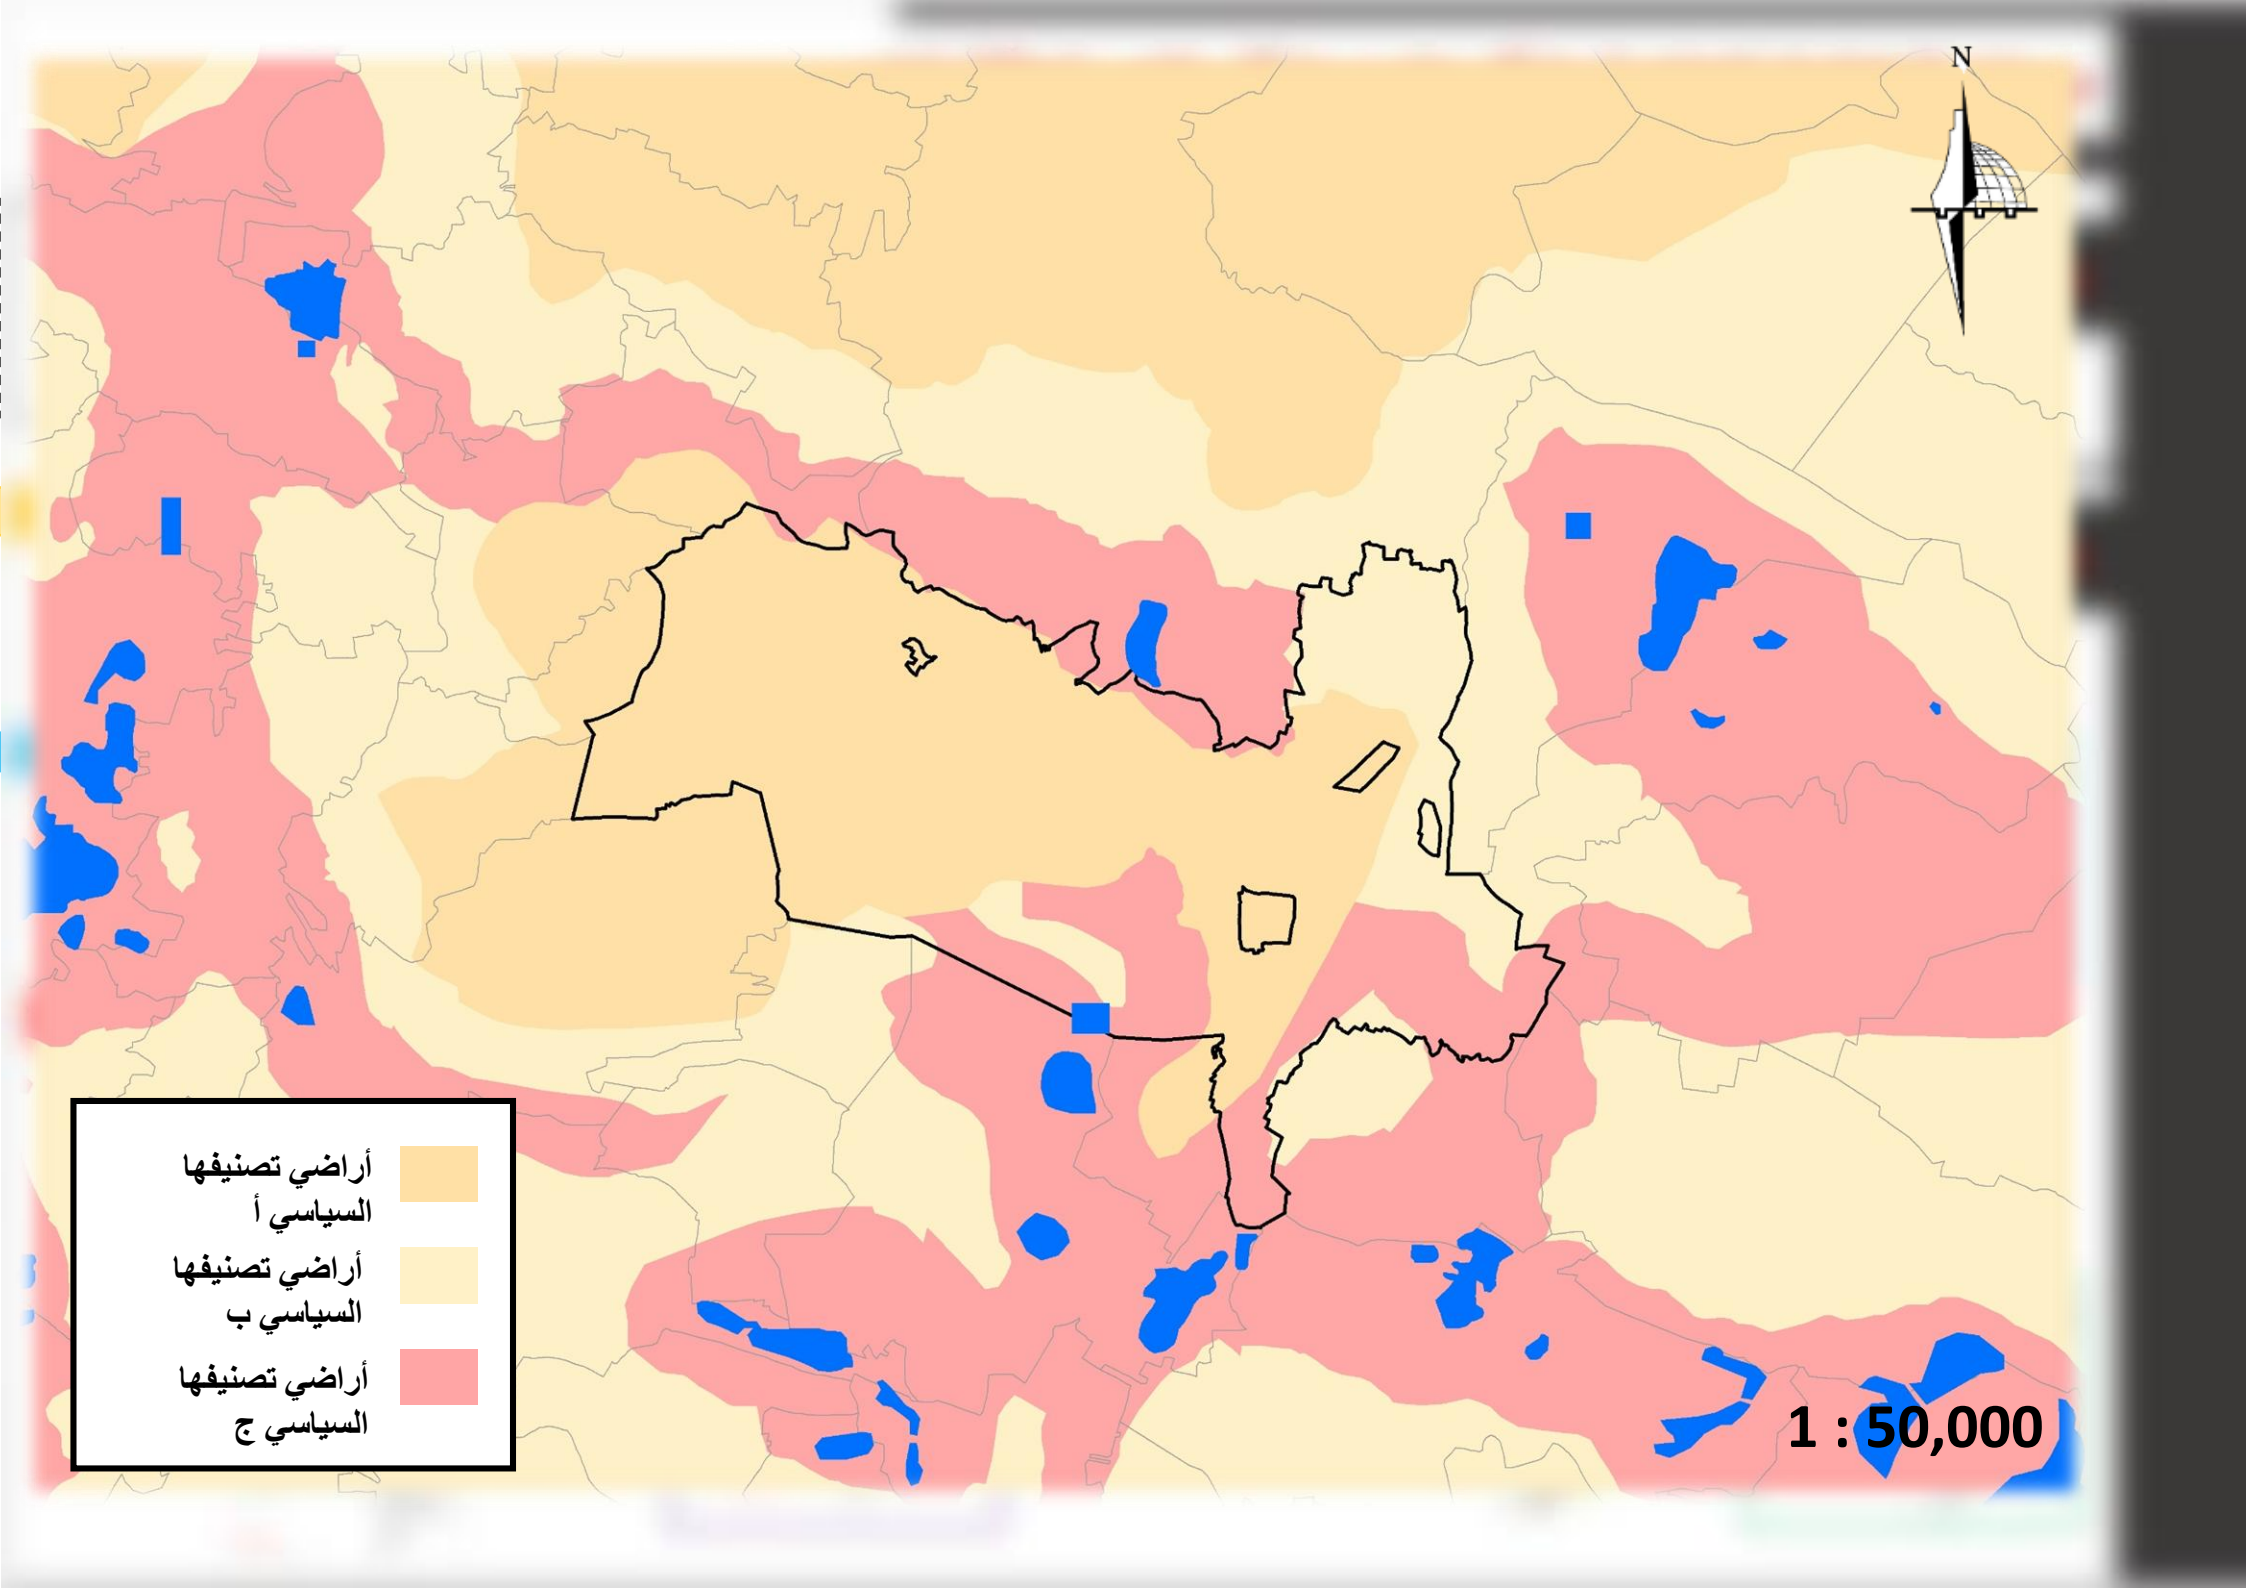 N
أراضي تصنيفها
السياسي أ
أراضي تصنيفها
السياسي ب
أراضي تصنيفها
السياسي ج
1 : 50,000